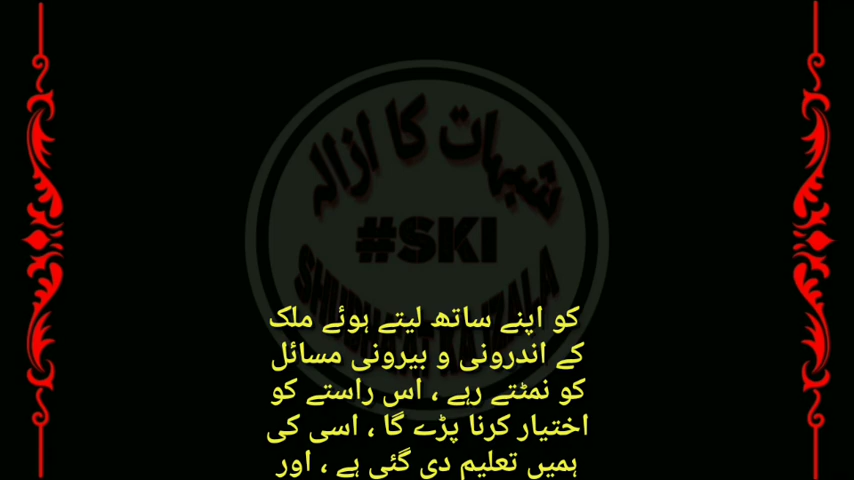 شبہات کا ازالہ
#SKI
SHUBHAAT KA IZALA
کو اپنے ساتھ لیتے ہوئے ملک
کے اندرونی و بیرونی مسائل
کو نمٹتے رہے ، اس راستے کو
اختیار کرنا پڑے گا ، اسی کی
ہمیں تعلیم دی گئی ہے ، اور